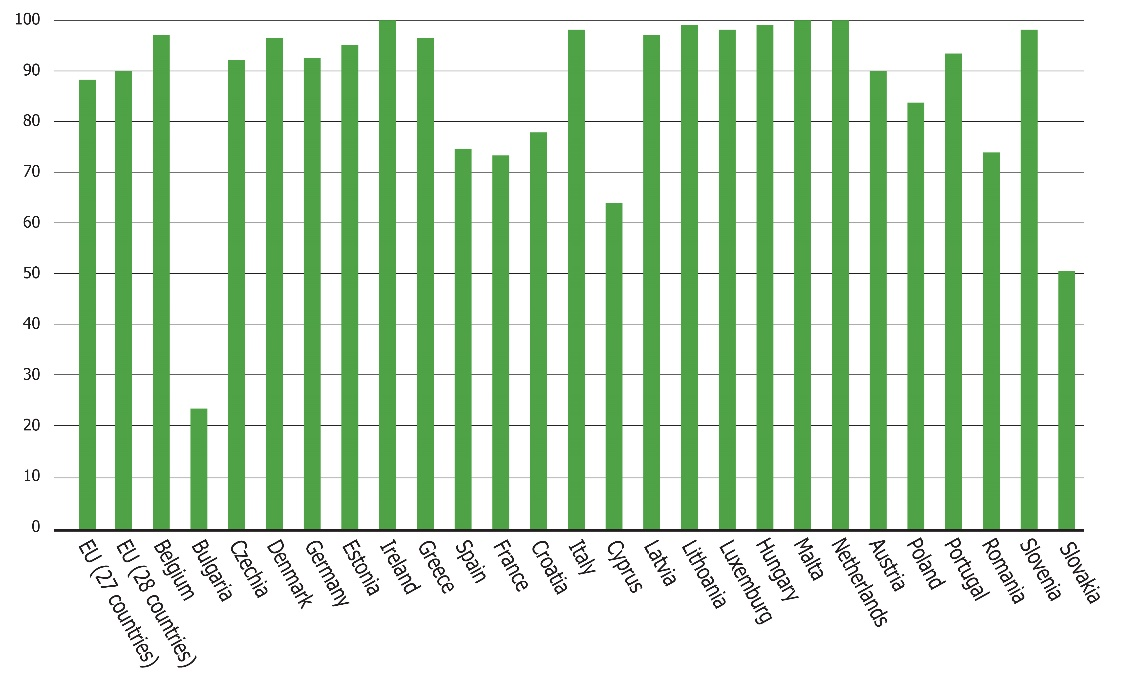 100
90
80
70
60
50
40
30
20
10
0
EU (27 countries)
EU (28 countries)
Belgium
Bulgaria
Czechia
Denmark
Germany
Estonia
Ireland
Greece
Spain
France
Croatia
Italy
Cyprus
Latvia
Lithoania
Luxemburg
Hungary
Malta
Netherlands
Austria
Poland
Portugal
Romania
Slovenia
Slovakia